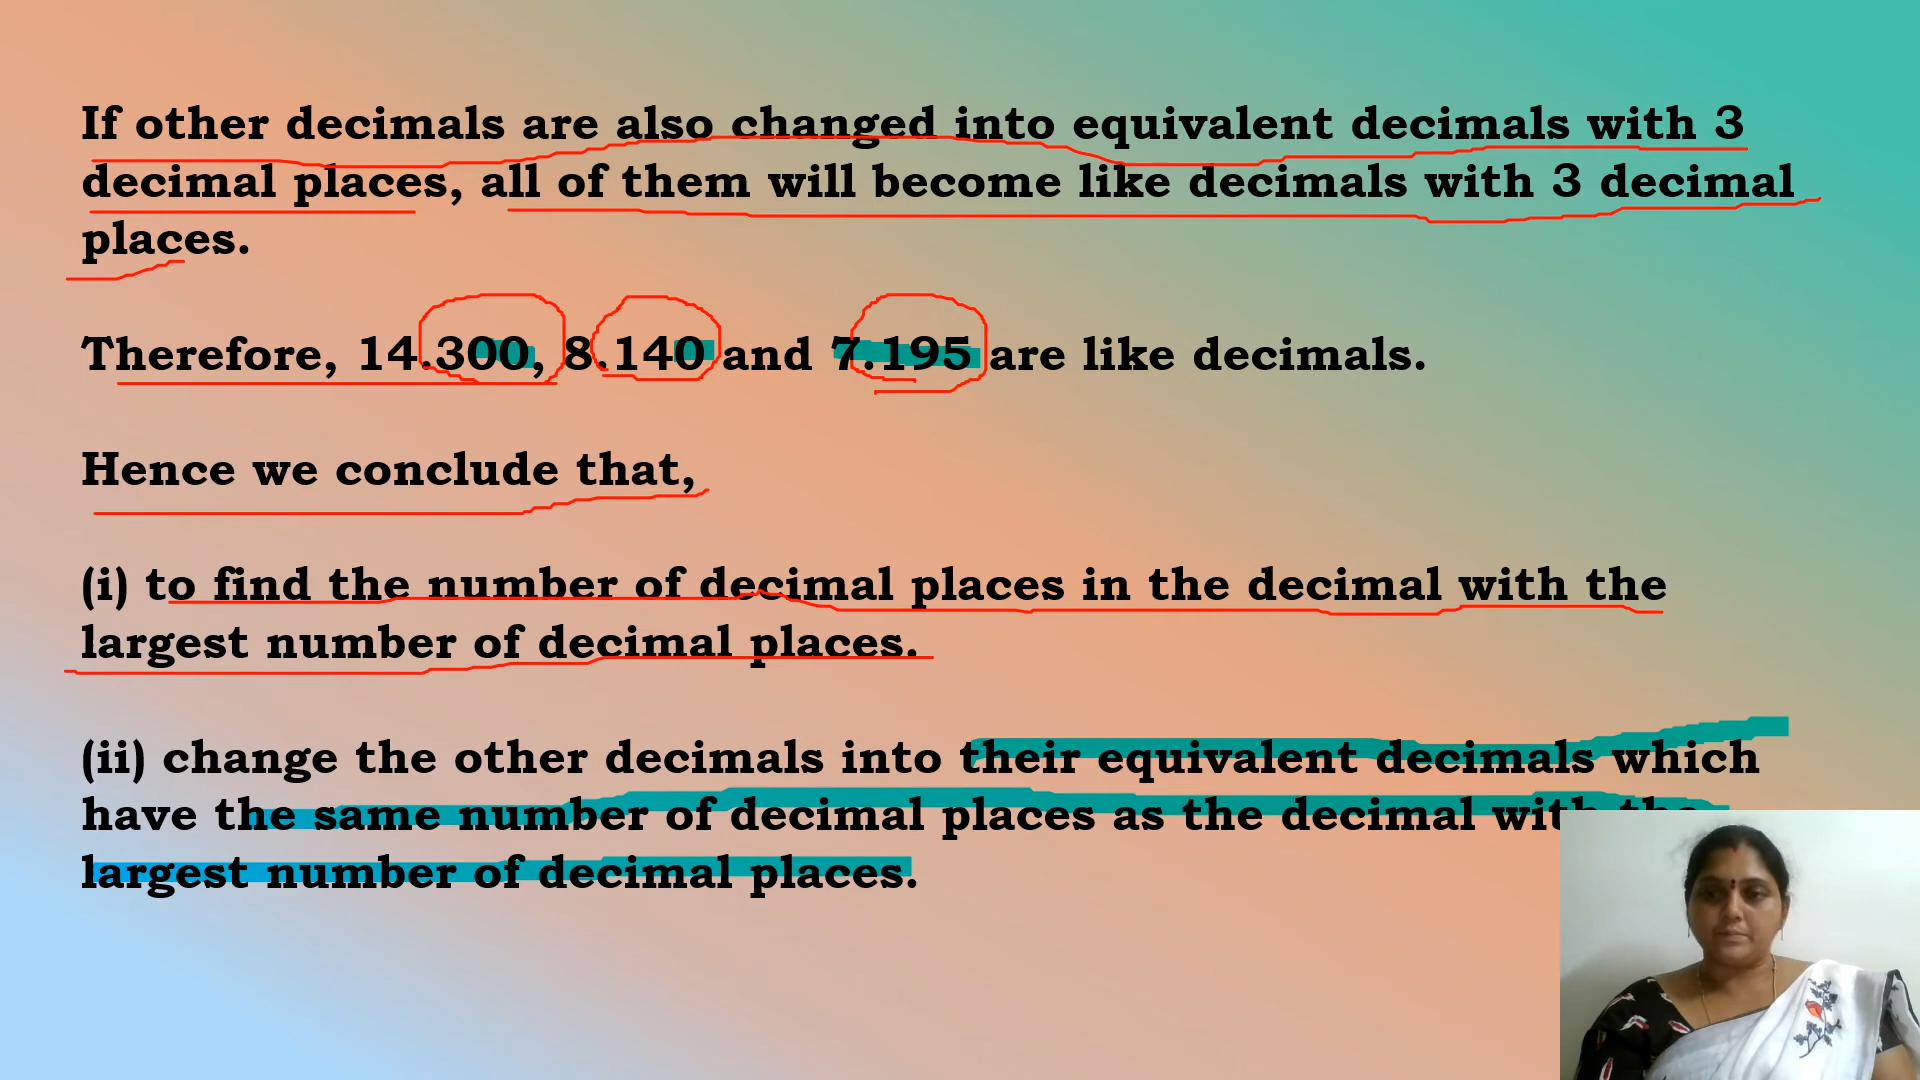 If other decimals are also changed into equivalent decimals with 3
decimal places, all of them will become like decimals with 3 decimal
places.
Therefore, 14.300, 8.140 and 7.195 are like decimals.
Hence we conclude that,
(i) to find the number of decimal places in the decimal with the
largest number of decimal places.
(ii) change the other decimals into their equivalent decimals which
have the same number of decimal places as the decimal with the
largest number of decimal places.